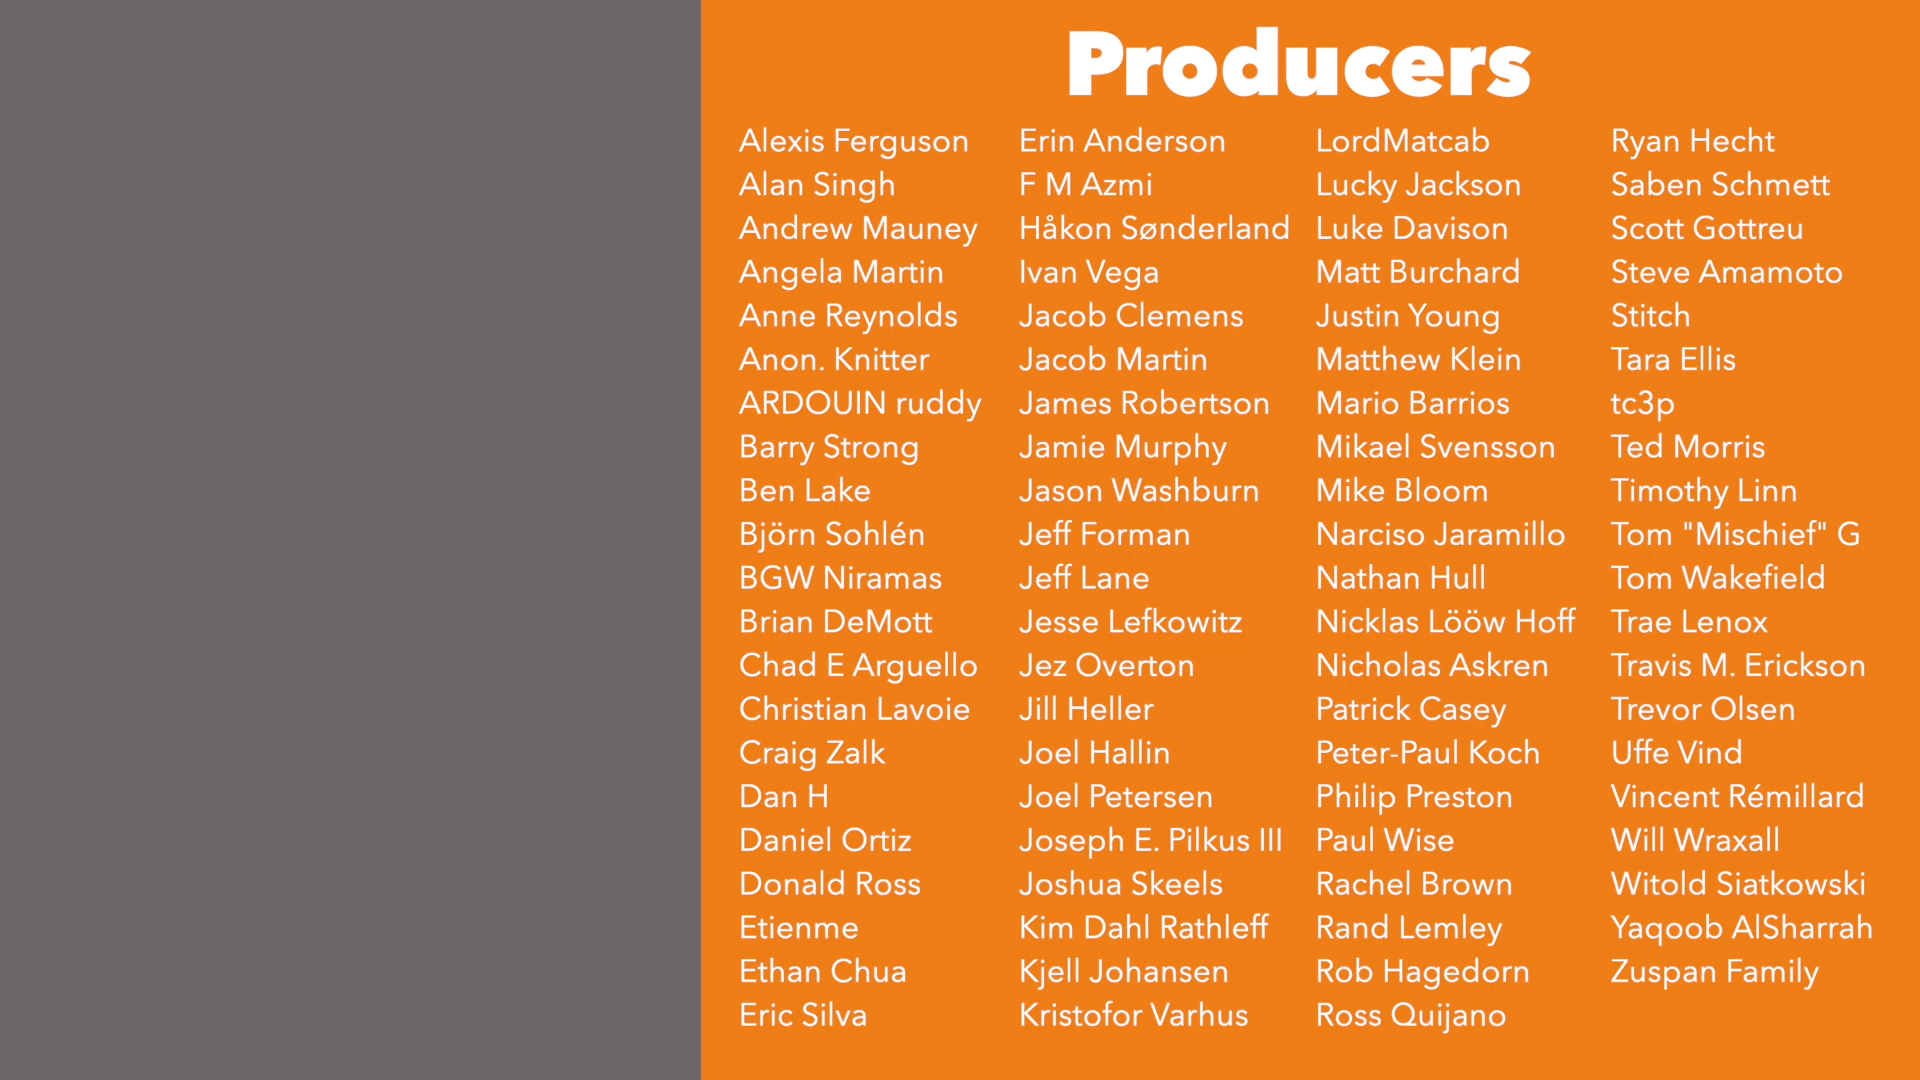 Producers
Alexis Ferguson
Alan Singh
Andrew Mauney
Angela Martin
Anne Reynolds
Anon. Knitter
ARDOUIN ruddy
Barry Strong
Ben Lake
Björn Sohlén
BGW Niramas
Brian DeMott
Chad E Arguello
Christian Lavoie
Craig Zalk
Dan H
Daniel Ortiz
Donald Ross
Etienme
Ethan Chua
Eric Silva
Erin Anderson
F M Azmi
Håkon Sønderland
Ivan Vega
Jacob Clemens
Jacob Martin
James Robertson
Jamie Murphy
Jason Washburn
Jeff Forman
Jeff Lane
Jesse Lefkowitz
Jez Overton
Jill Heller
Joel Hallin
Joel Petersen
Joseph E. Pilkus III
Joshua Skeels
Kim Dahl Rathleff
Kjell Johansen
Kristofor Varhus
LordMatcab
Lucky Jackson
Luke Davison
Matt Burchard
Justin Young
Matthew Klein
Mario Barrios
Mikael Svensson
Mike Bloom
Narciso Jaramillo
Nathan Hull
Nicklas Lööw Hoff
Nicholas Askren
Patrick Casey
Peter-Paul Koch
Philip Preston
Paul Wise
Rachel Brown
Rand Lemley
Rob Hagedorn
Ross Quijano
Ryan Hecht
Saben Schmett
Scott Gottreu
Steve Amamoto
Stitch
Tara Ellis
tc3p
Ted Morris
Timothy Linn
Tom "Mischief" G
Tom Wakefield
Trae Lenox
Travis M. Erickson
Trevor Olsen
Uffe Vind
Vincent Rémillard
Will Wraxall
Witold Siatkowski
Yaqoob AlSharrah
Zuspan Family